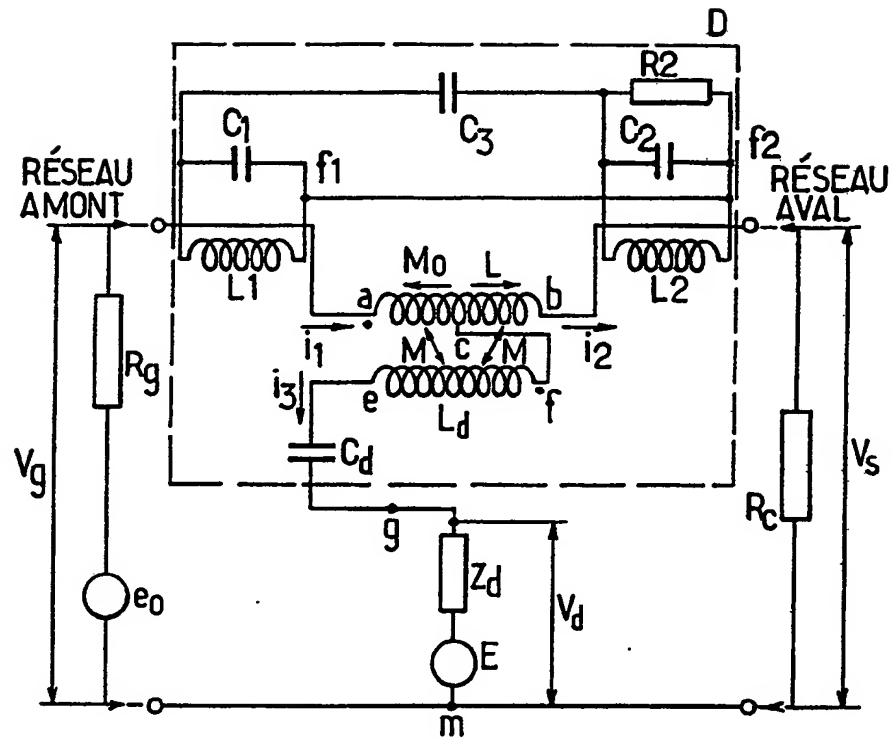 D
R2
C1
C3
C2
f1
f2
RÉSEAU
AMONT
RÉSEAU
AVAL
L1
L2
M0
L
a
b
i1
M
c
M
i2
Rg
i3
e
Ld
f
Cd
Vg
Rc
Vs
g
Zd
Vd
e0
E
m